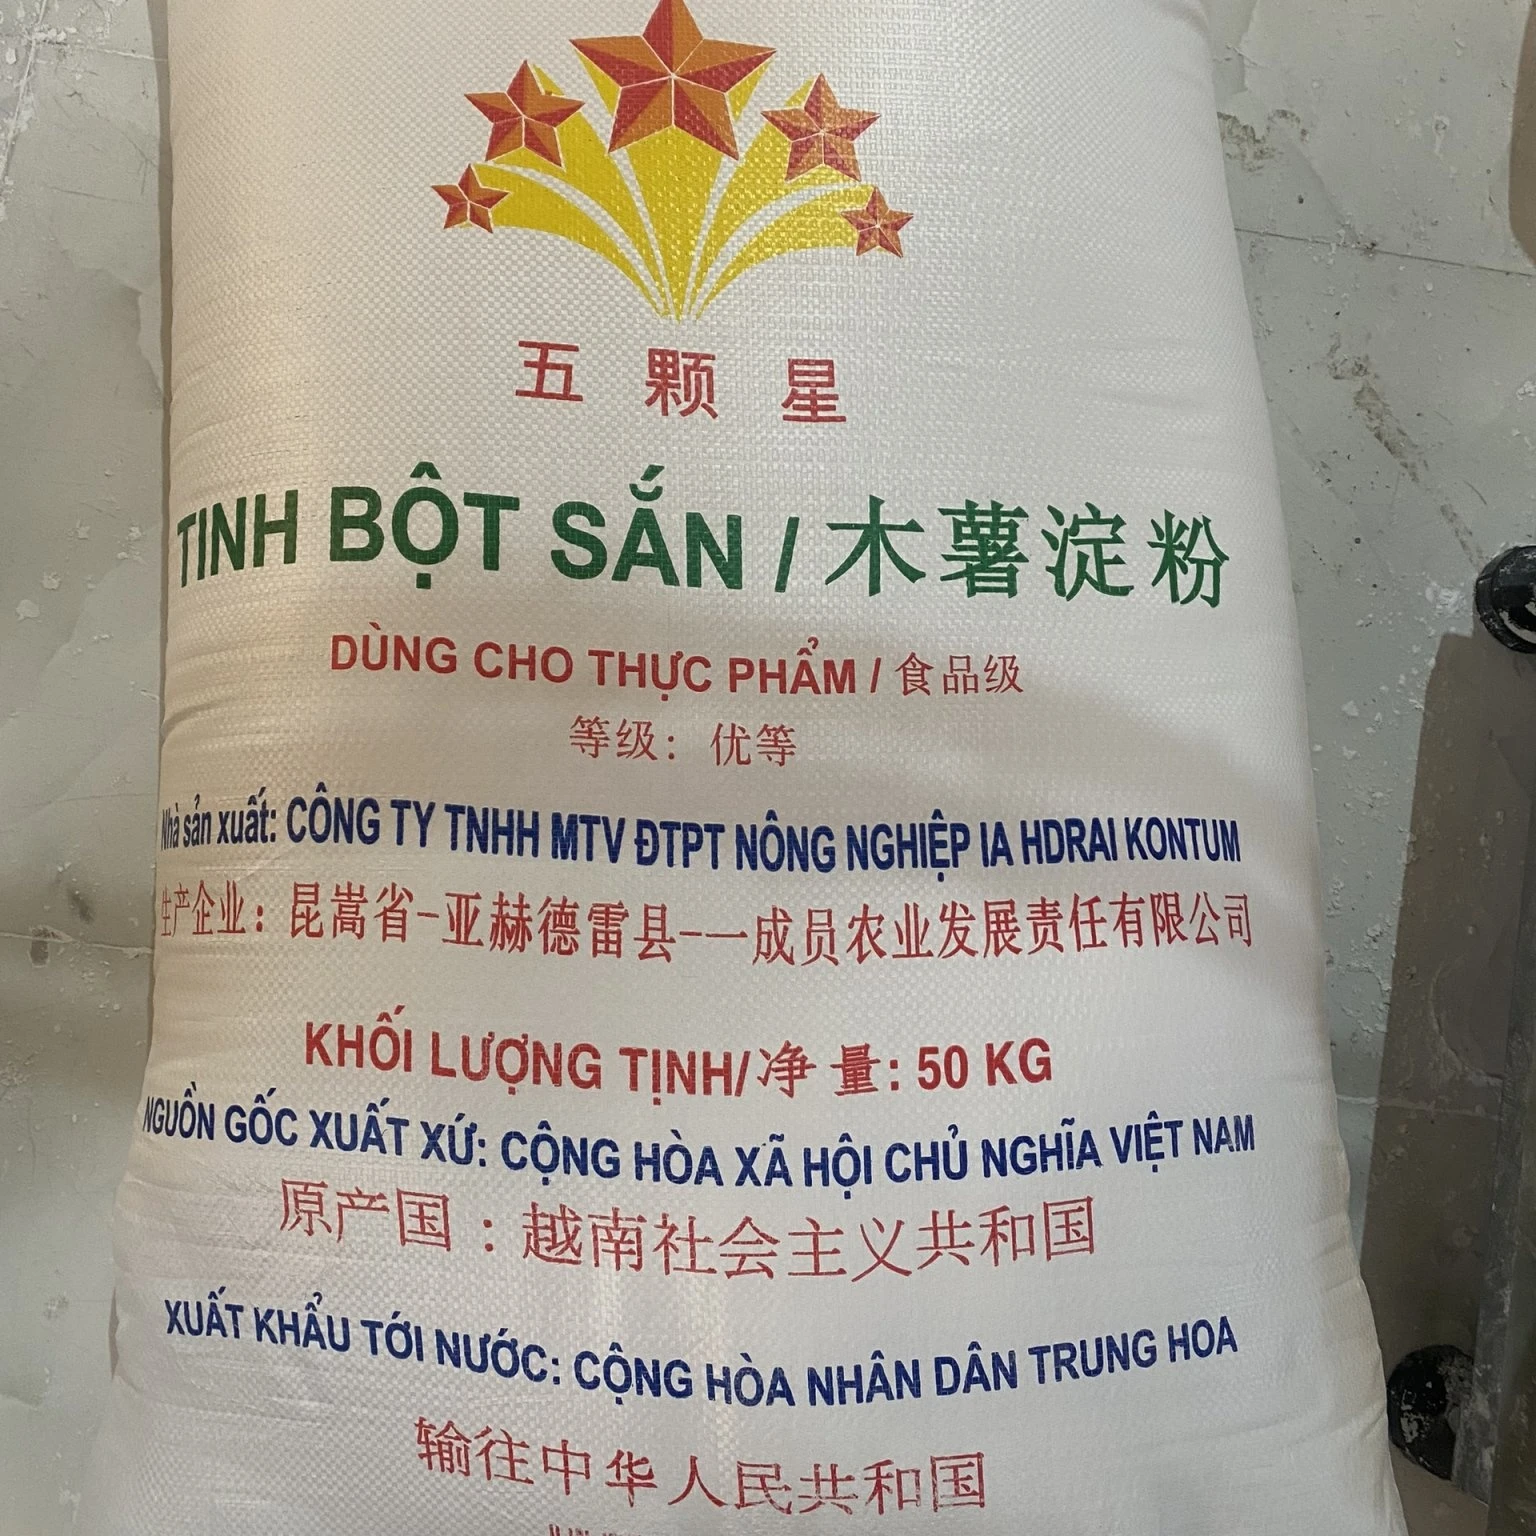 五颗星
TINH BỘT SẮN / 木薯淀粉
DÙNG CHO THỰC PHẨM / 食品级
等级：优等
Nhà sản xuất: CÔNG TY TNHH MTV ĐTPT NÔNG NGHIỆP IA HDRAI KONTUM
生产企业：昆嵩省-亚赫德雷县-一成员农业发展责任有限公司
KHỐI LƯỢNG TỊNH/净 量: 50 KG
NGUỒN GỐC XUẤT XỨ: CỘNG HÒA XÃ HỘI CHỦ NGHĨA VIỆT NAM
原产国：越南社会主义共和国
XUẤT KHẨU TỚI NƯỚC: CỘNG HÒA NHÂN DÂN TRUNG HOA
输往中华人民共和国